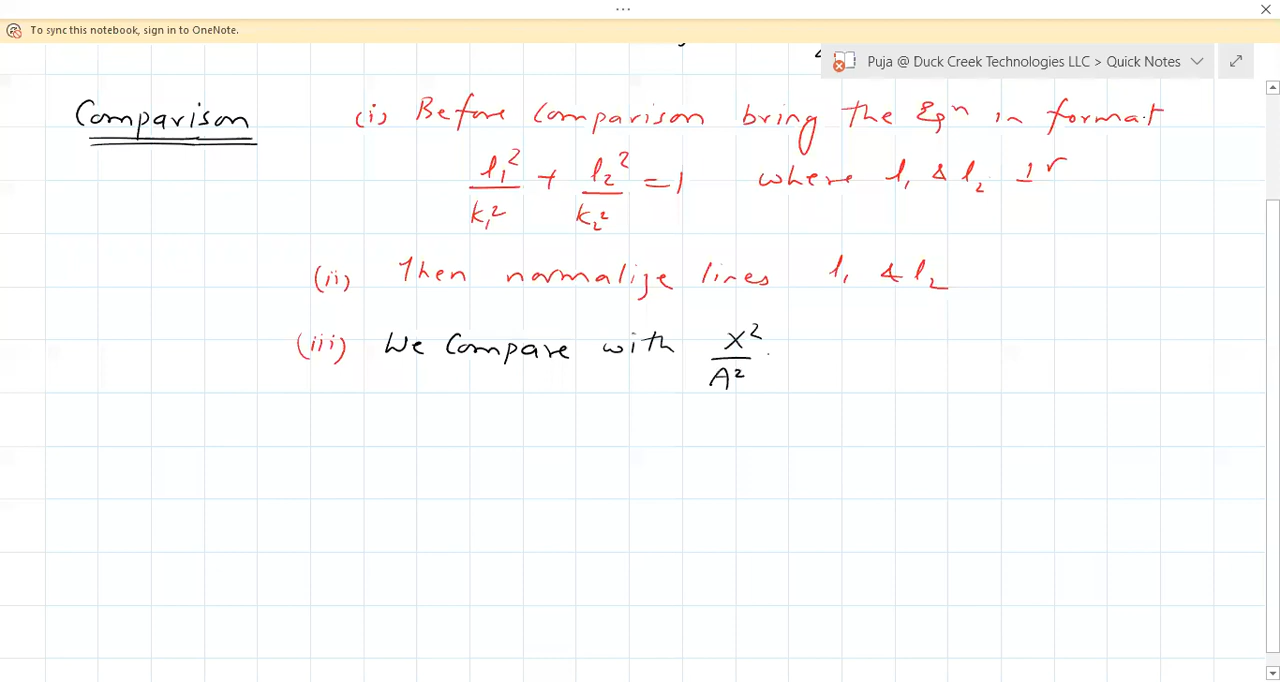 ...
To sync this notebook, sign in to OneNote.
Puja @ Duck Creek Technologies LLC > Quick Notes
Comparison (i) Before Comparison bring the Eqⁿ in format
l₁²/k₁² + l₂²/k₂² = 1 where l₁ & l₂ ⊥r
(ii) Then normalize lines l₁ & l₂
(iii) We Compare with X²/A²